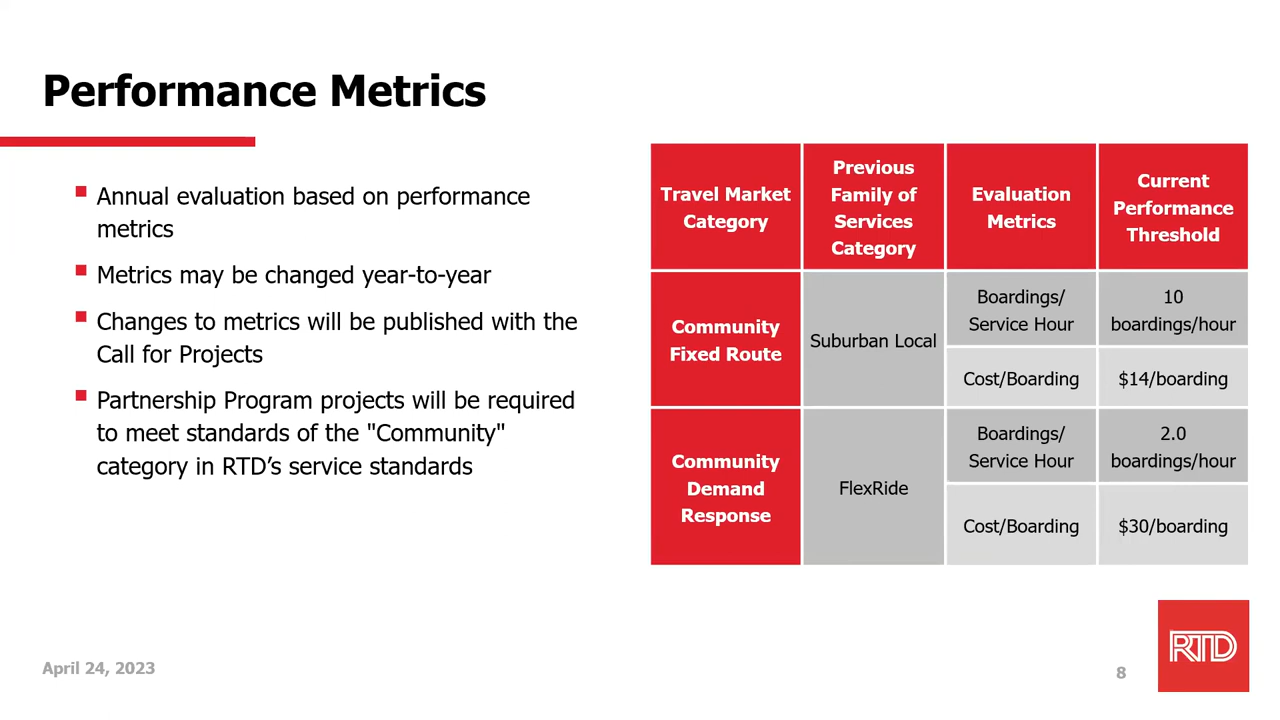 Performance Metrics
Annual evaluation based on performance
metrics
Metrics may be changed year-to-year
Changes to metrics will be published with the
Call for Projects
Partnership Program projects will be required
to meet standards of the "Community"
category in RTD’s service standards
Travel Market
Category
Previous
Family of
Services
Category
Evaluation
Metrics
Current
Performance
Threshold
Community
Fixed Route
Suburban Local
Boardings/
Service Hour
10
boardings/hour
Cost/Boarding
$14/boarding
Community
Demand
Response
FlexRide
Boardings/
Service Hour
2.0
boardings/hour
Cost/Boarding
$30/boarding
April 24, 2023
8
RTD